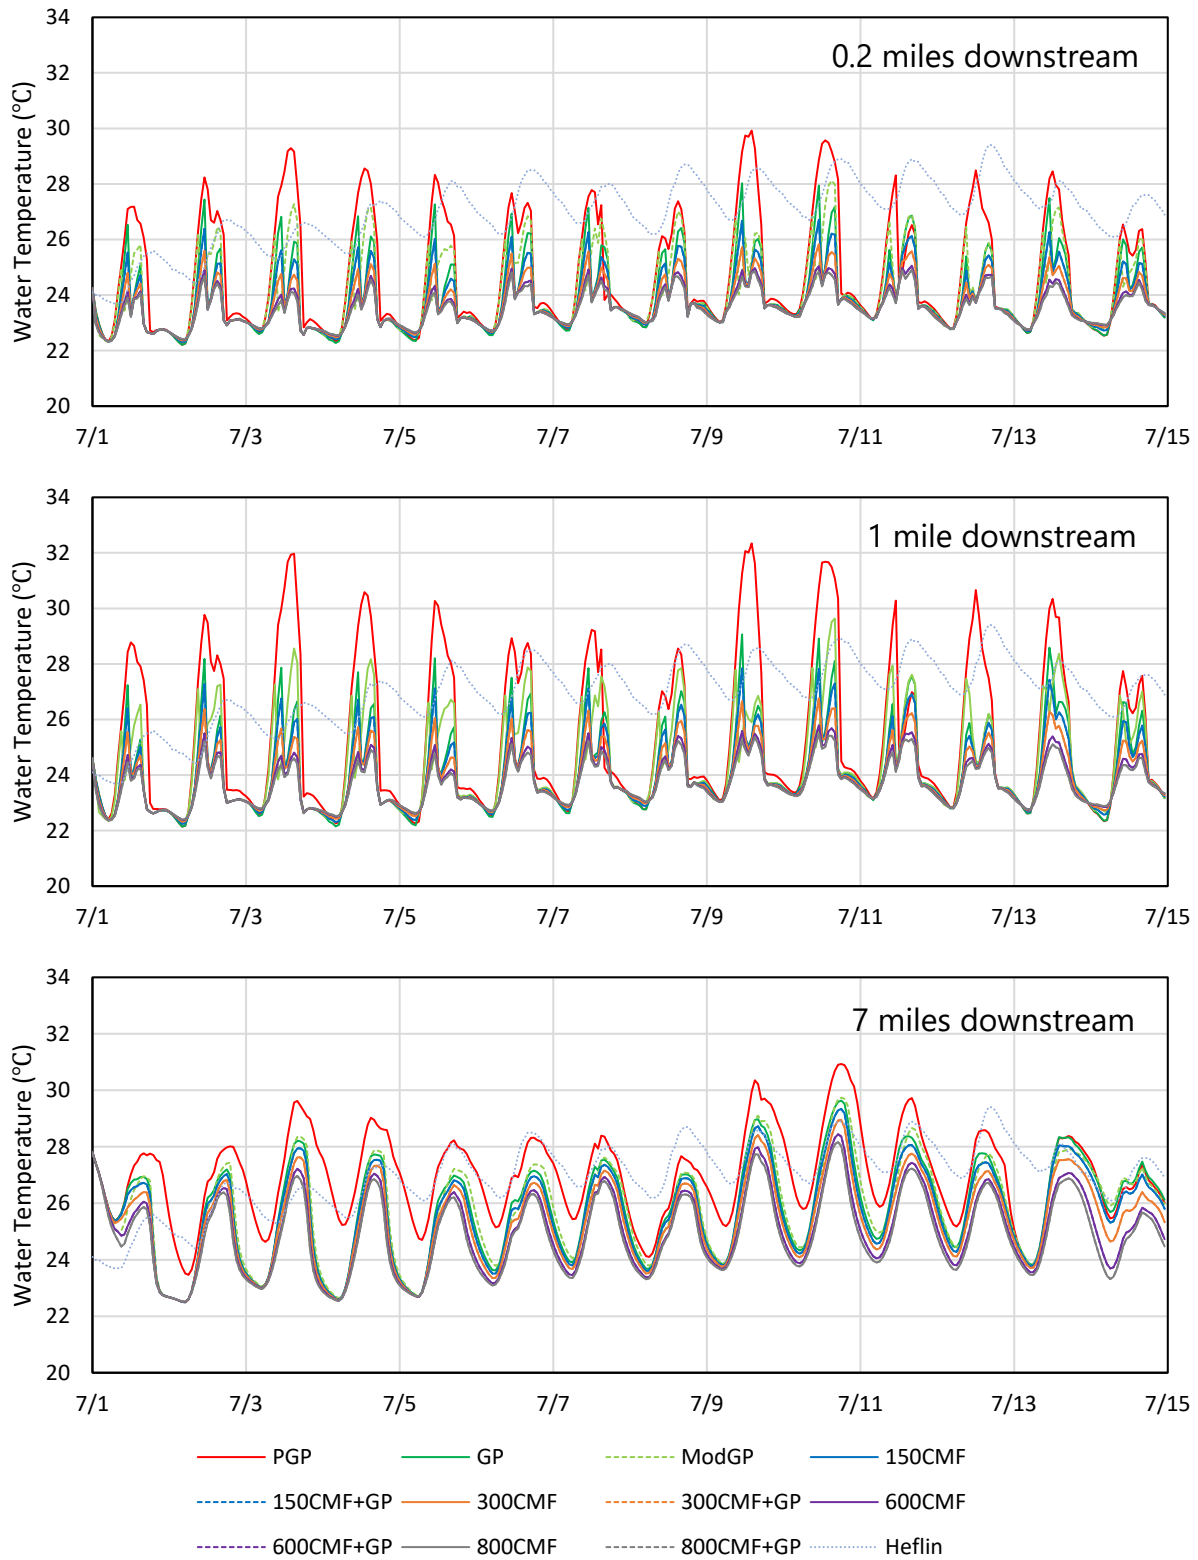 34
0.2 miles downstream
32
30
28
26
24
22
20
Water Temperature (°C)
7/1 7/3 7/5 7/7 7/9 7/11 7/13 7/15
34
1 mile downstream
32
30
28
26
24
22
20
Water Temperature (°C)
7/1 7/3 7/5 7/7 7/9 7/11 7/13 7/15
34
7 miles downstream
32
30
28
26
24
22
20
Water Temperature (°C)
7/1 7/3 7/5 7/7 7/9 7/11 7/13 7/15
PGP GP ModGP 150CMF
150CMF+GP 300CMF 300CMF+GP 600CMF
600CMF+GP 800CMF 800CMF+GP Heflin